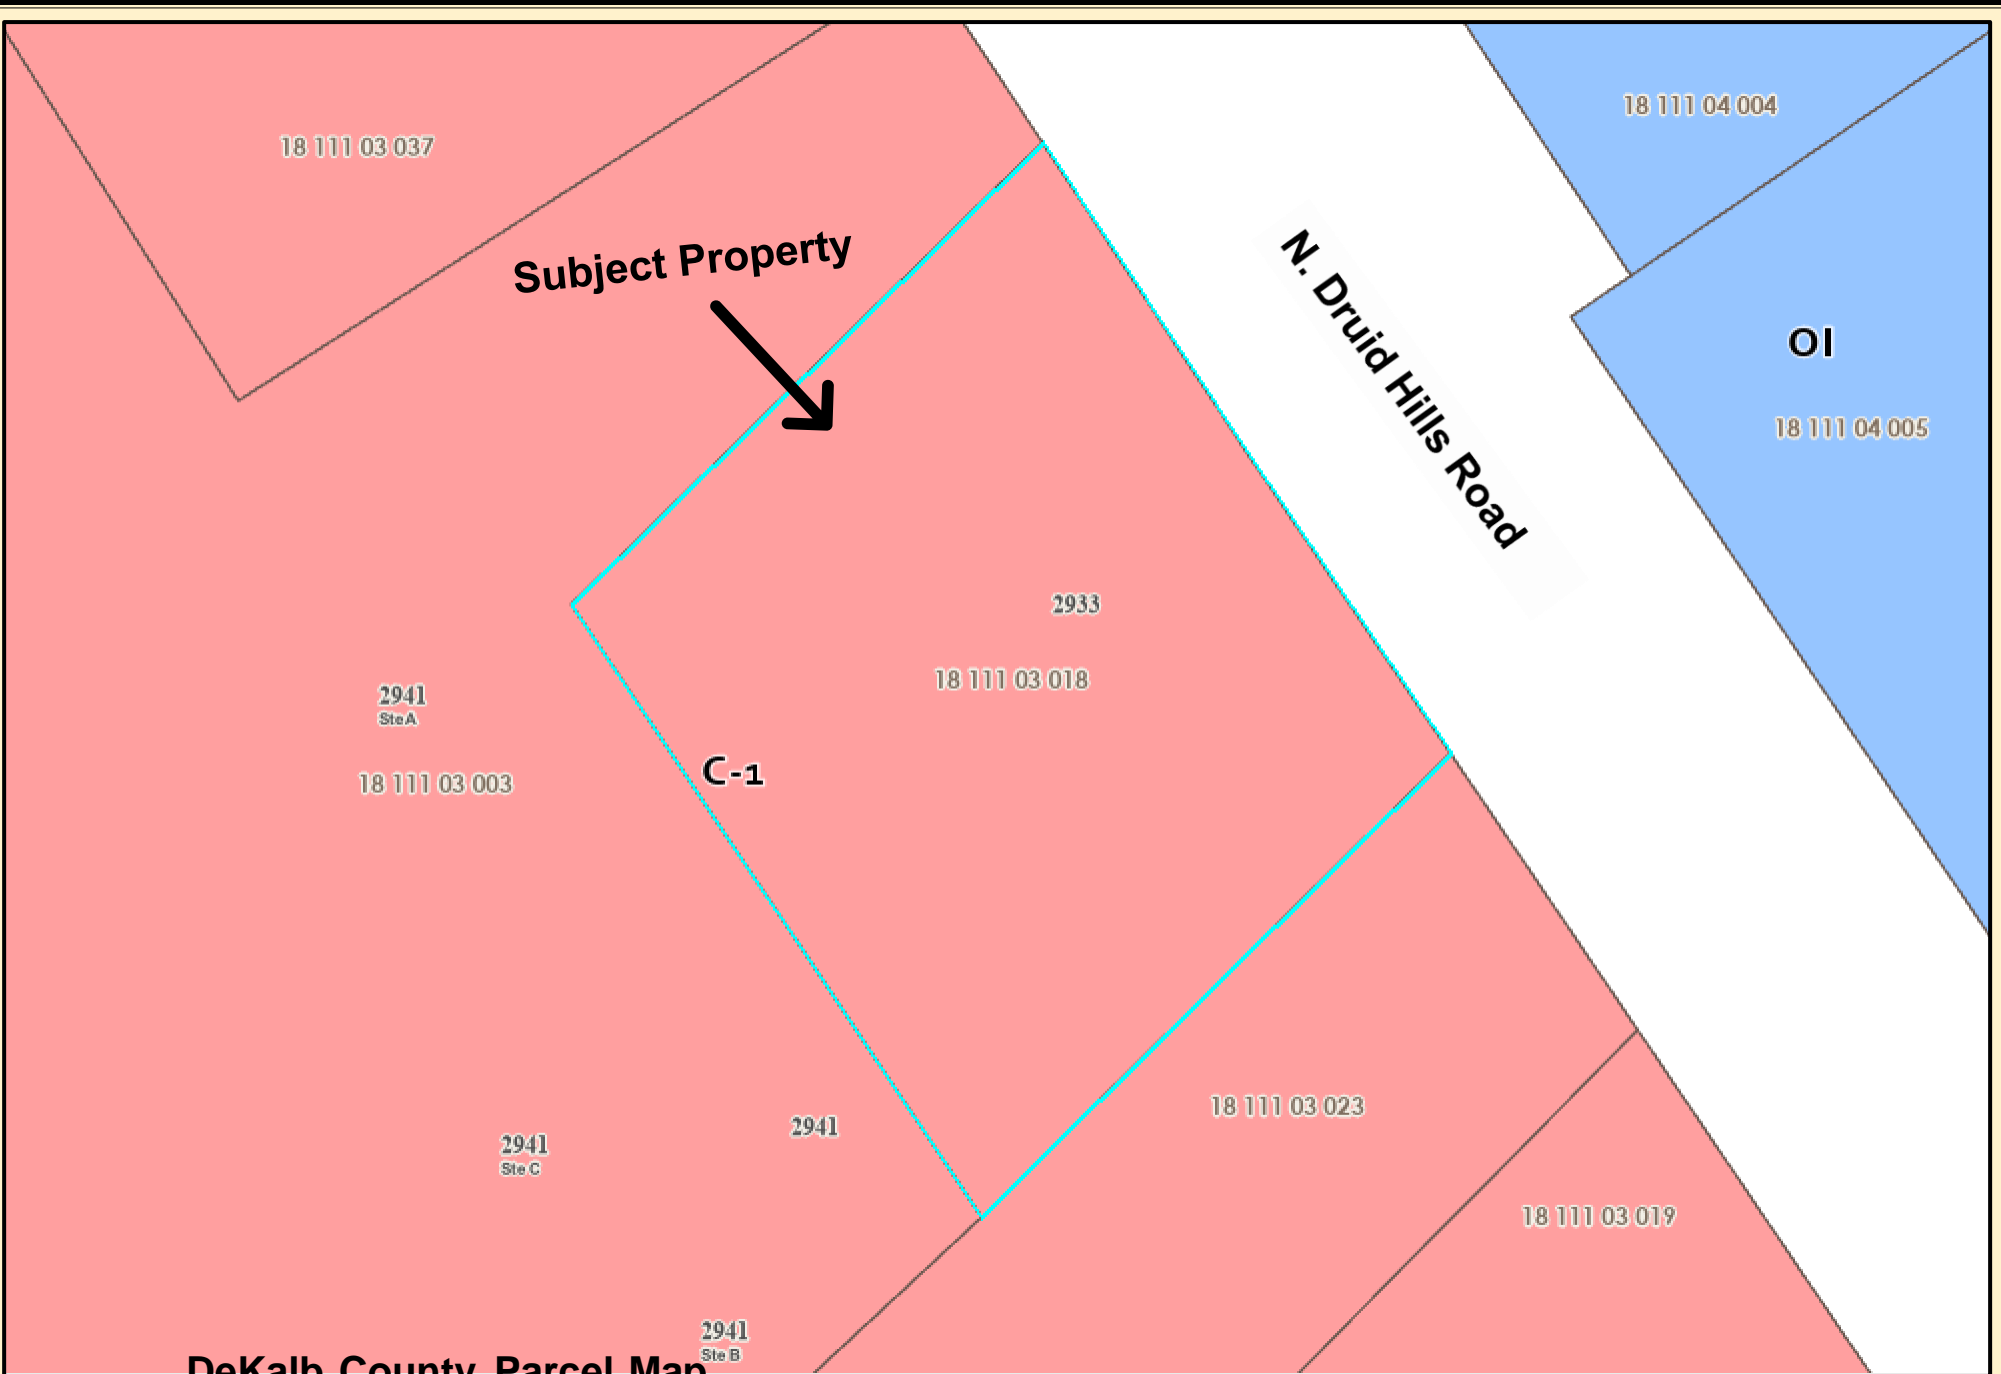 18 111 04 004
18 111 03 037
Subject Property
N. Druid Hills Road
OI
18 111 04 005
2933
18 111 03 018
2941
Ste A
18 111 03 003
C-1
18 111 03 023
2941
2941
Ste C
18 111 03 019
2941
Ste B
DeKalb County Parcel Map